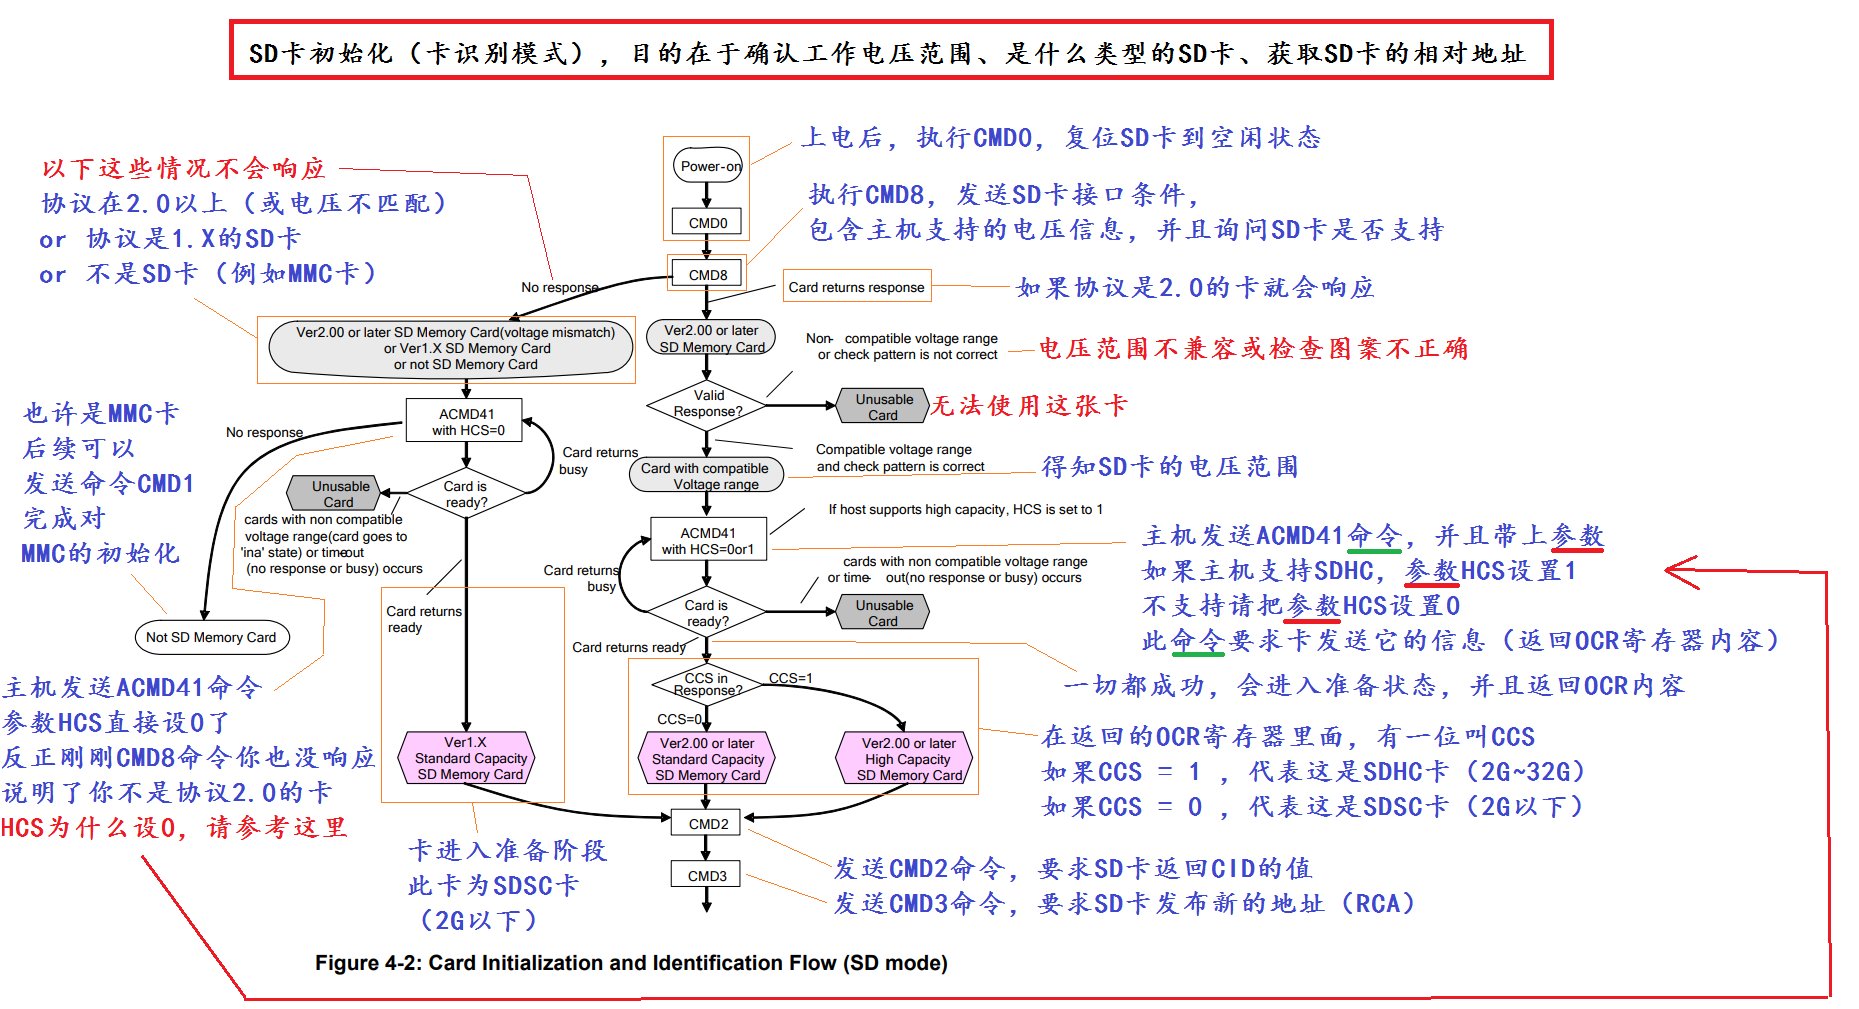 SD卡初始化（卡识别模式），目的在于确认工作电压范围、是什么类型的SD卡、获取SD卡的相对地址
上电后，执行CMD0，复位SD卡到空闲状态
Power-on
CMD0
执行CMD8，发送SD卡接口条件，
包含主机支持的电压信息，并且询问SD卡是否支持
CMD8
以下这些情况不会响应
协议在2.0以上（或电压不匹配）
or 协议是1.X的SD卡
or 不是SD卡（例如MMC卡）
No response
Card returns response
如果协议是2.0的卡就会响应
Ver2.00 or later SD Memory Card(voltage mismatch)
or Ver1.X SD Memory Card
or not SD Memory Card
Ver2.00 or later
SD Memory Card
Non- compatible voltage range
or check pattern is not correct
电压范围不兼容或检查图案不正确
Valid
Response?
Unusable
Card
无法使用这张卡
也许是MMC卡
后续可以
发送命令CMD1
完成对
MMC的初始化
No response
ACMD41
with HCS=0
Card returns
busy
Compatible voltage range
and check pattern is correct
Card with compatible
Voltage range
得知SD卡的电压范围
Unusable
Card
Card is
ready?
cards with non compatible
voltage range(card goes to
'ina' state) or timeout
(no response or busy) occurs
If host supports high capacity, HCS is set to 1
ACMD41
with HCS=0or1
主机发送ACMD41命令，并且带上参数
如果主机支持SDHC，参数HCS设置1
不支持请把参数HCS设置0
此命令要求卡发送它的信息（返回OCR寄存器内容）
Card returns
busy
cards with non compatible voltage range
or time- out(no response or busy) occurs
Card is
ready?
Unusable
Card
Card returns
ready
Not SD Memory Card
Card returns ready
一切都成功，会进入准备状态，并且返回OCR内容
主机发送ACMD41命令
参数HCS直接设0了
反正刚刚CMD8命令你也没响应
说明了你不是协议2.0的卡
HCS为什么设0，请参考这里
CCS in
Response?
CCS=1
CCS=0
在返回的OCR寄存器里面，有一位叫CCS
如果CCS = 1 ，代表这是SDHC卡（2G~32G）
如果CCS = 0 ，代表这是SDSC卡（2G以下）
Ver1.X
Standard Capacity
SD Memory Card
Ver2.00 or later
Standard Capacity
SD Memory Card
Ver2.00 or later
High Capacity
SD Memory Card
卡进入准备阶段
此卡为SDSC卡
（2G以下）
CMD2
发送CMD2命令，要求SD卡返回CID的值
CMD3
发送CMD3命令，要求SD卡发布新的地址（RCA）
Figure 4-2: Card Initialization and Identification Flow (SD mode)